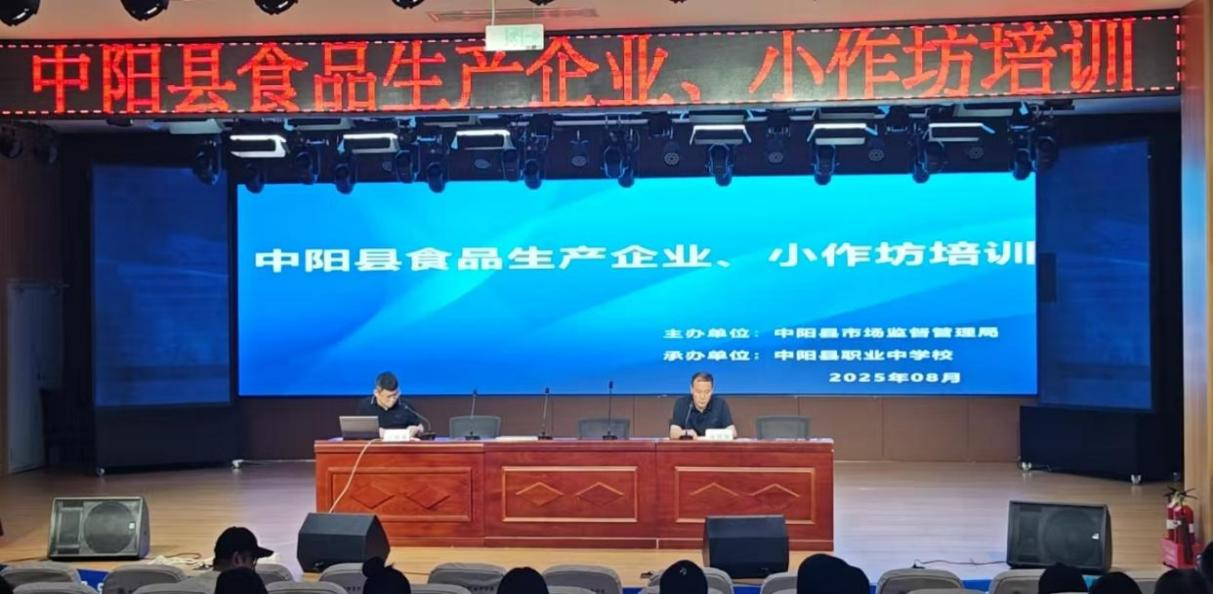 中阳县食品生产企业、小作坊培训
中阳县食品生产企业、小作坊培训
主办单位：中阳县市场监督管理局
承办单位：中阳县职业中学校
2025年08月